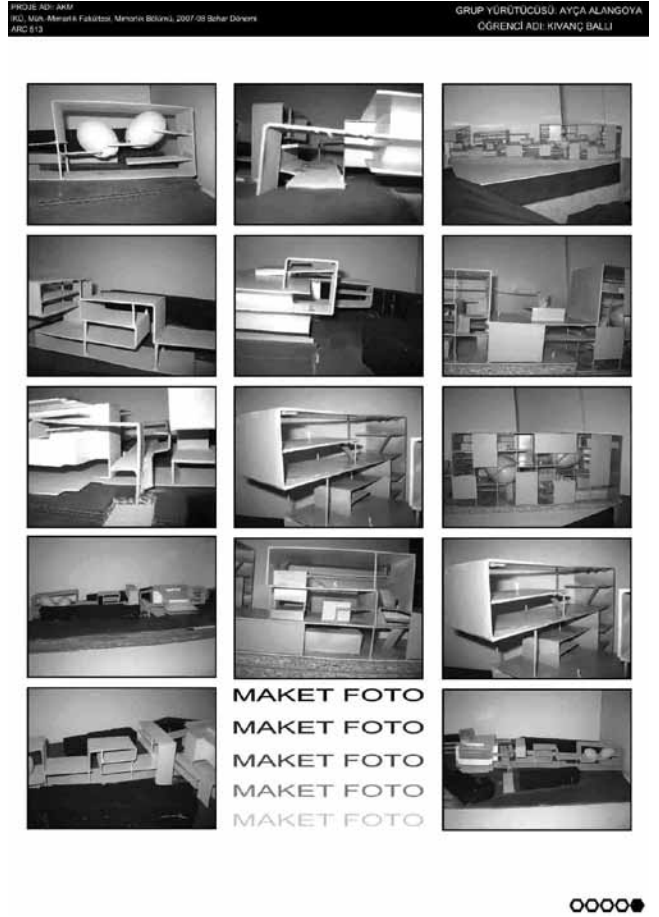 PROJE ADI: AKM
İKÜ, Müh.-Mimarlık Fakültesi, Mimarlık Bölümü, 2007-08 Bahar Dönemi
ARC 513
GRUP YÜRÜTÜCÜSÜ: AYÇA ALANGOYA
ÖĞRENCİ ADI: KIVANÇ BALLI
MAKET FOTO
MAKET FOTO
MAKET FOTO
MAKET FOTO
MAKET FOTO